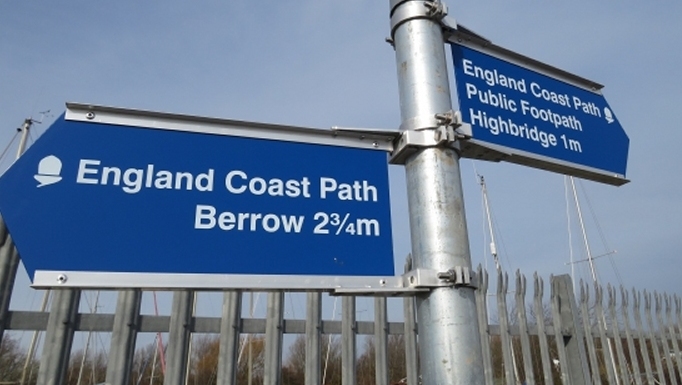 England Coast Path
Berrow 2¾m
England Coast Path
Public Footpath
Highbridge 1m